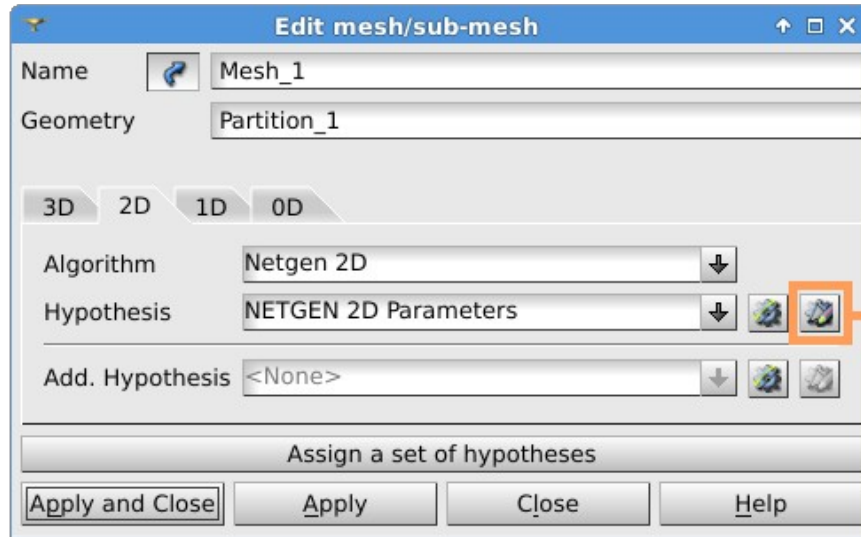 Edit mesh/sub-mesh
Name Mesh_1
Geometry Partition_1
3D 2D 1D 0D
Algorithm Netgen 2D
Hypothesis NETGEN 2D Parameters
Add. Hypothesis <None>
Assign a set of hypotheses
Apply and Close Apply Close Help